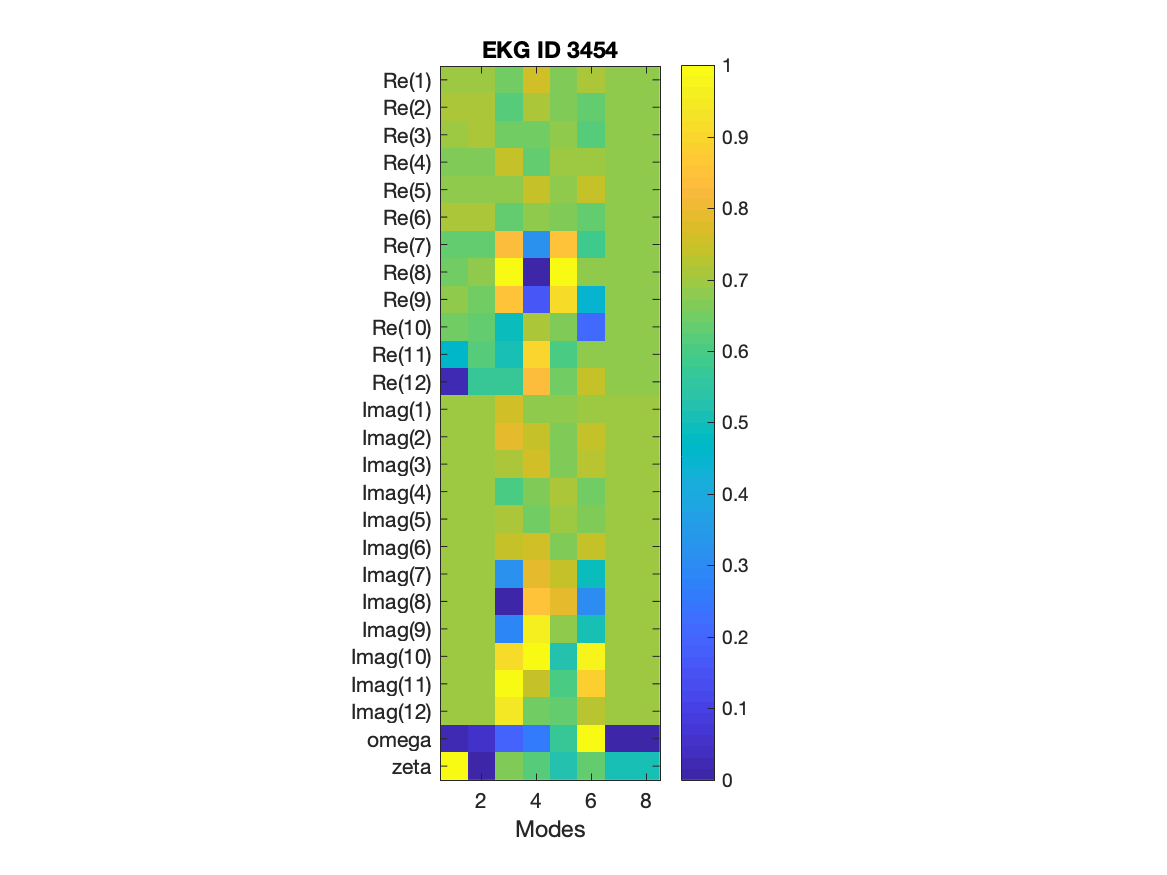 EKG ID 3454
Re(1)
Re(2)
Re(3)
Re(4)
Re(5)
Re(6)
Re(7)
Re(8)
Re(9)
Re(10)
Re(11)
Re(12)
Imag(1)
Imag(2)
Imag(3)
Imag(4)
Imag(5)
Imag(6)
Imag(7)
Imag(8)
Imag(9)
Imag(10)
Imag(11)
Imag(12)
omega
zeta
2 4 6 8
Modes
1
0.9
0.8
0.7
0.6
0.5
0.4
0.3
0.2
0.1
0